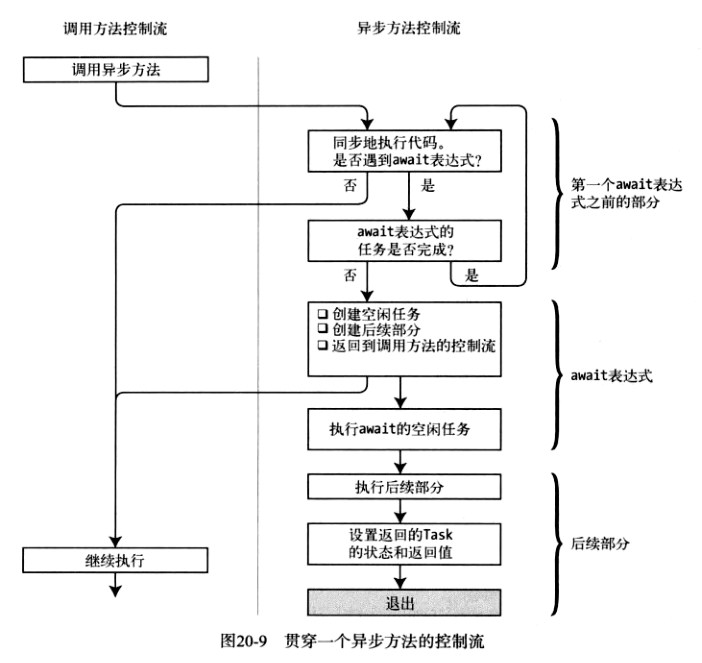 调用方法控制流
异步方法控制流
调用异步方法
同步地执行代码。
是否遇到await表达式?
否
是
第一个await表达
式之前的部分
await表达式的
任务是否完成?
否
是
❑ 创建空闲任务
❑ 创建后续部分
❑ 返回到调用方法的控制流
await表达式
执行await的空闲任务
执行后续部分
设置返回的Task
的状态和返回值
后续部分
继续执行
退出
图20-9 贯穿一个异步方法的控制流